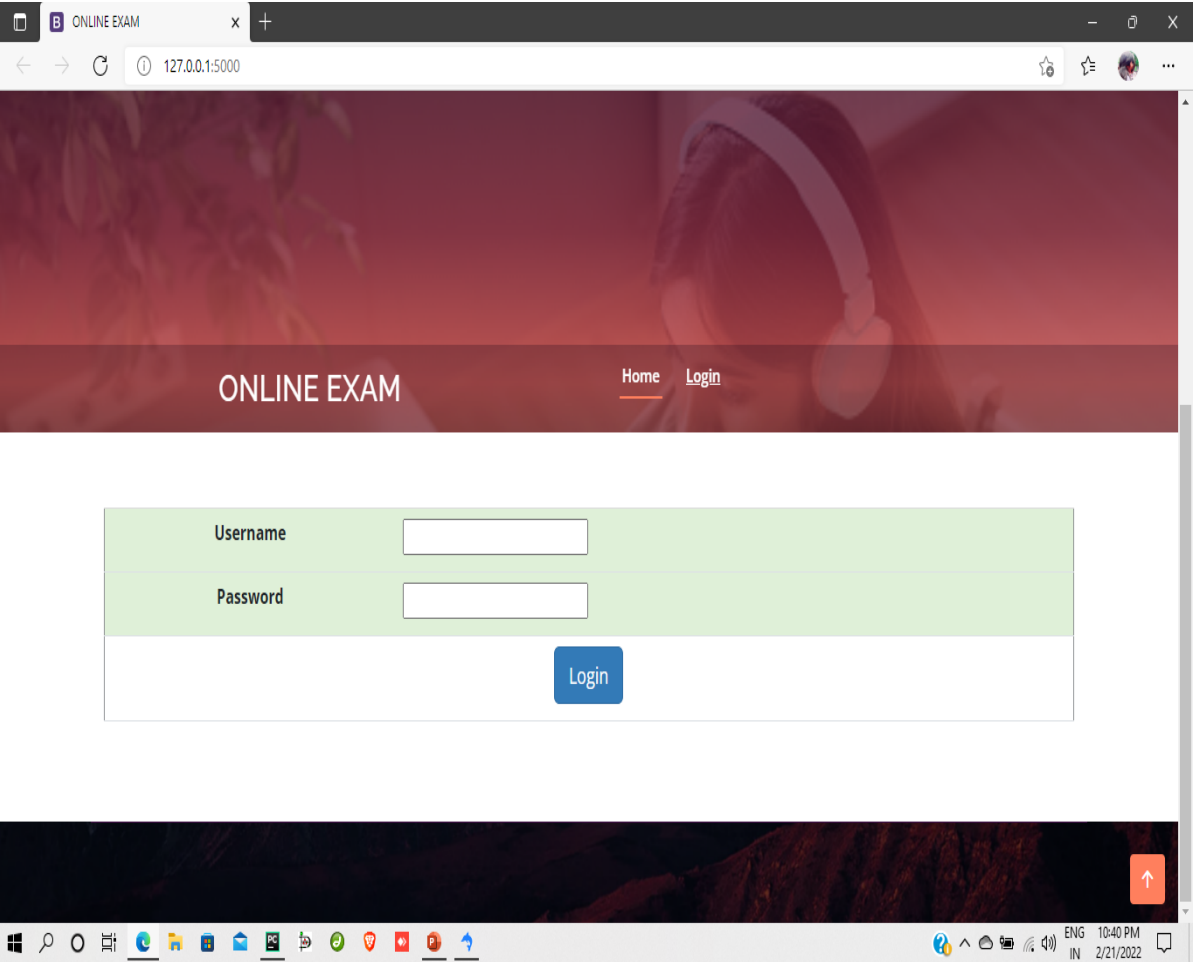 B ONLINE EXAM
127.0.0.1:5000
ONLINE EXAM
Home Login
Username
Password
Login
PC
ENG 10:40 PM
IN 2/21/2022